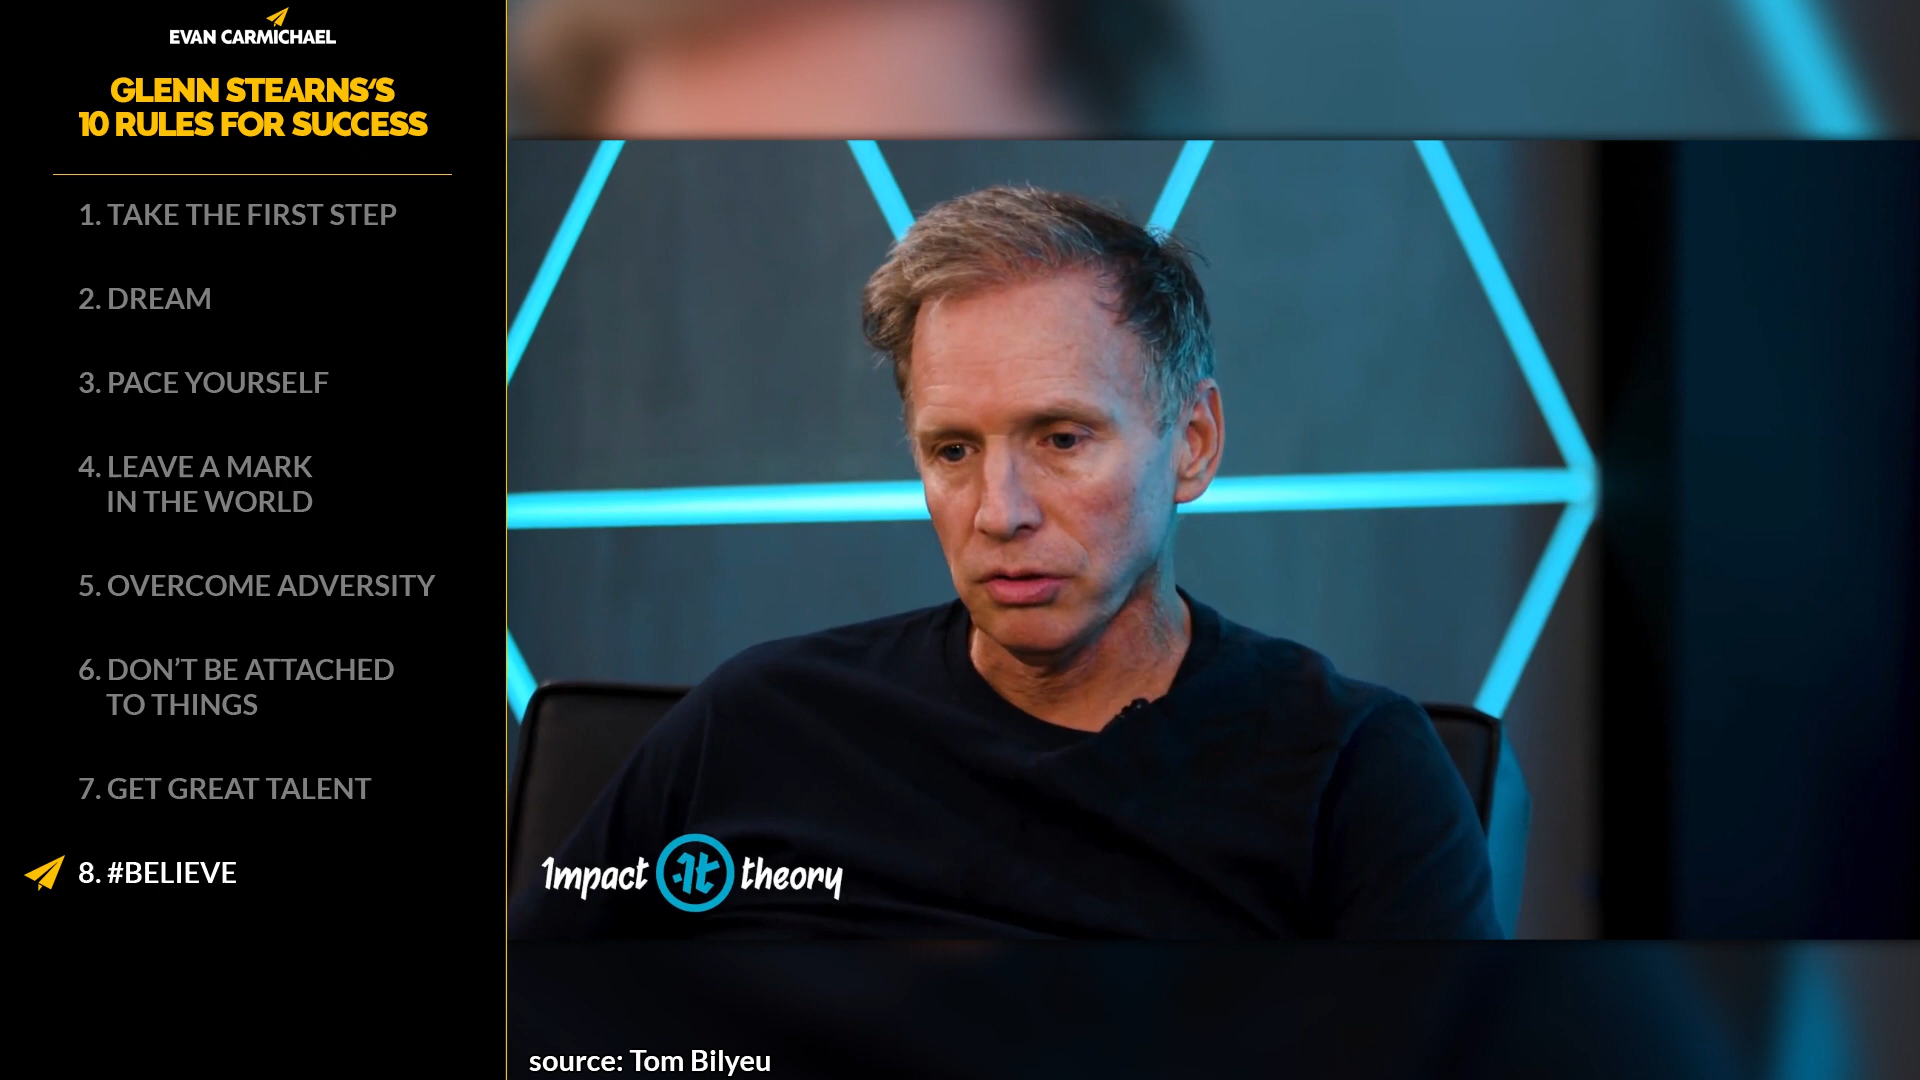 EVAN CARMICHAEL
GLENN STEARNS'S
10 RULES FOR SUCCESS
1. TAKE THE FIRST STEP
2. DREAM
3. PACE YOURSELF
4. LEAVE A MARK
IN THE WORLD
5. OVERCOME ADVERSITY
6. DON’T BE ATTACHED
TO THINGS
7. GET GREAT TALENT
8. #BELIEVE
1mpact 1t theory
source: Tom Bilyeu